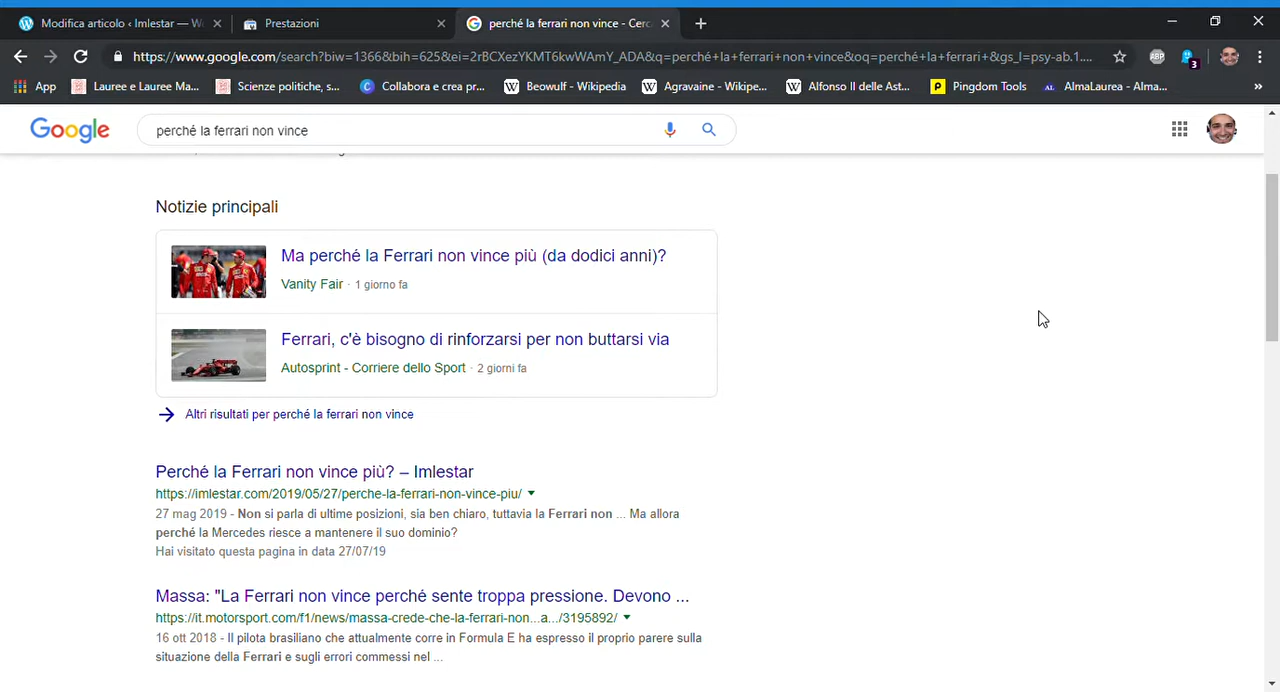 Modifica articolo ‹ Imlestar — W
Prestazioni
perché la ferrari non vince - Cerc
https://www.google.com/search?biw=1366&bih=625&ei=2rBCXezYKMT6kwWAmY_ADA&q=perché+la+ferrari+non+vince&oq=perché+la+ferrari+&gs_l=psy-ab.1....
ABP
3
App
Lauree e Lauree Ma...
Scienze politiche, s...
C
Collabora e crea pr...
W
Beowulf - Wikipedia
W
Agravaine - Wikipe...
W
Alfonso II delle Ast...
P
Pingdom Tools
AL
AlmaLaurea - Alma...
»
Google
perché la ferrari non vince
Notizie principali
Ma perché la Ferrari non vince più (da dodici anni)?
Vanity Fair · 1 giorno fa
Ferrari, c'è bisogno di rinforzarsi per non buttarsi via
Autosprint - Corriere dello Sport · 2 giorni fa
Altri risultati per perché la ferrari non vince
Perché la Ferrari non vince più? – Imlestar
https://imlestar.com/2019/05/27/perche-la-ferrari-non-vince-piu/
27 mag 2019 - Non si parla di ultime posizioni, sia ben chiaro, tuttavia la Ferrari non ... Ma allora
perché la Mercedes riesce a mantenere il suo dominio?
Hai visitato questa pagina in data 27/07/19
Massa: "La Ferrari non vince perché sente troppa pressione. Devono ...
https://it.motorsport.com/f1/news/massa-crede-che-la-ferrari-non...a.../3195892/
16 ott 2018 - Il pilota brasiliano che attualmente corre in Formula E ha espresso il proprio parere sulla
situazione della Ferrari e sugli errori commessi nel ...